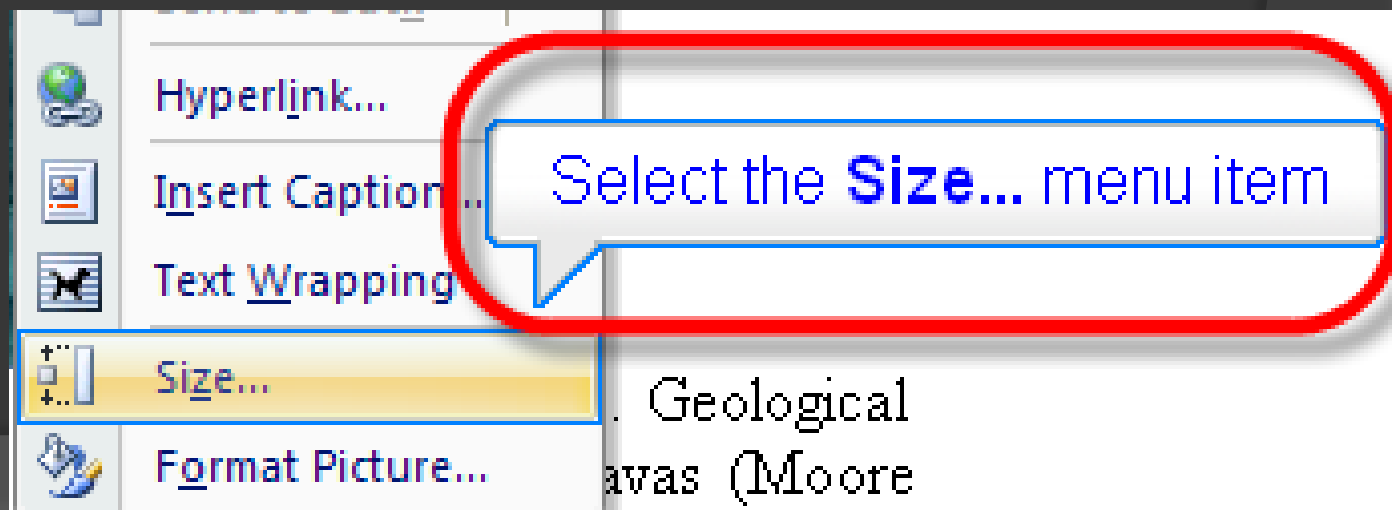 Hyperlink...
Insert Caption...
Select the Size... menu item
Text Wrapping
Size...
. Geological
Format Picture...
avas (Moore